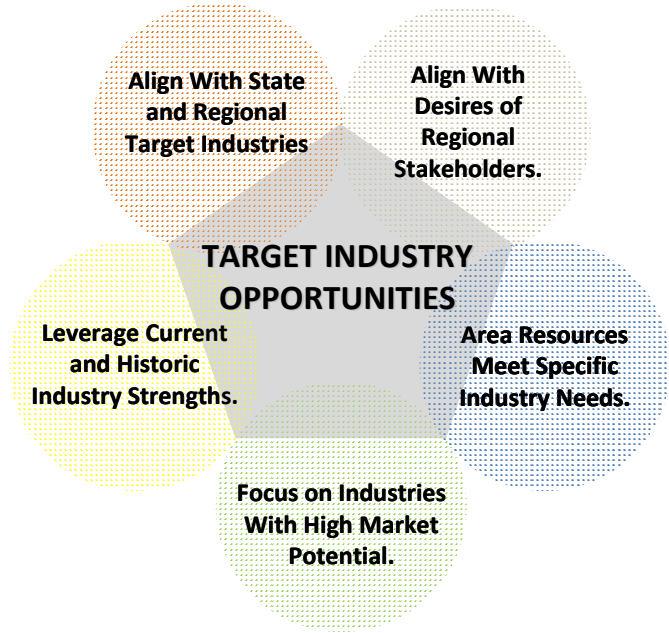 Align With State
and Regional
Target Industries
Align With
Desires of
Regional
Stakeholders.
TARGET INDUSTRY
OPPORTUNITIES
Leverage Current
and Historic
Industry Strengths.
Area Resources
Meet Specific
Industry Needs.
Focus on Industries
With High Market
Potential.